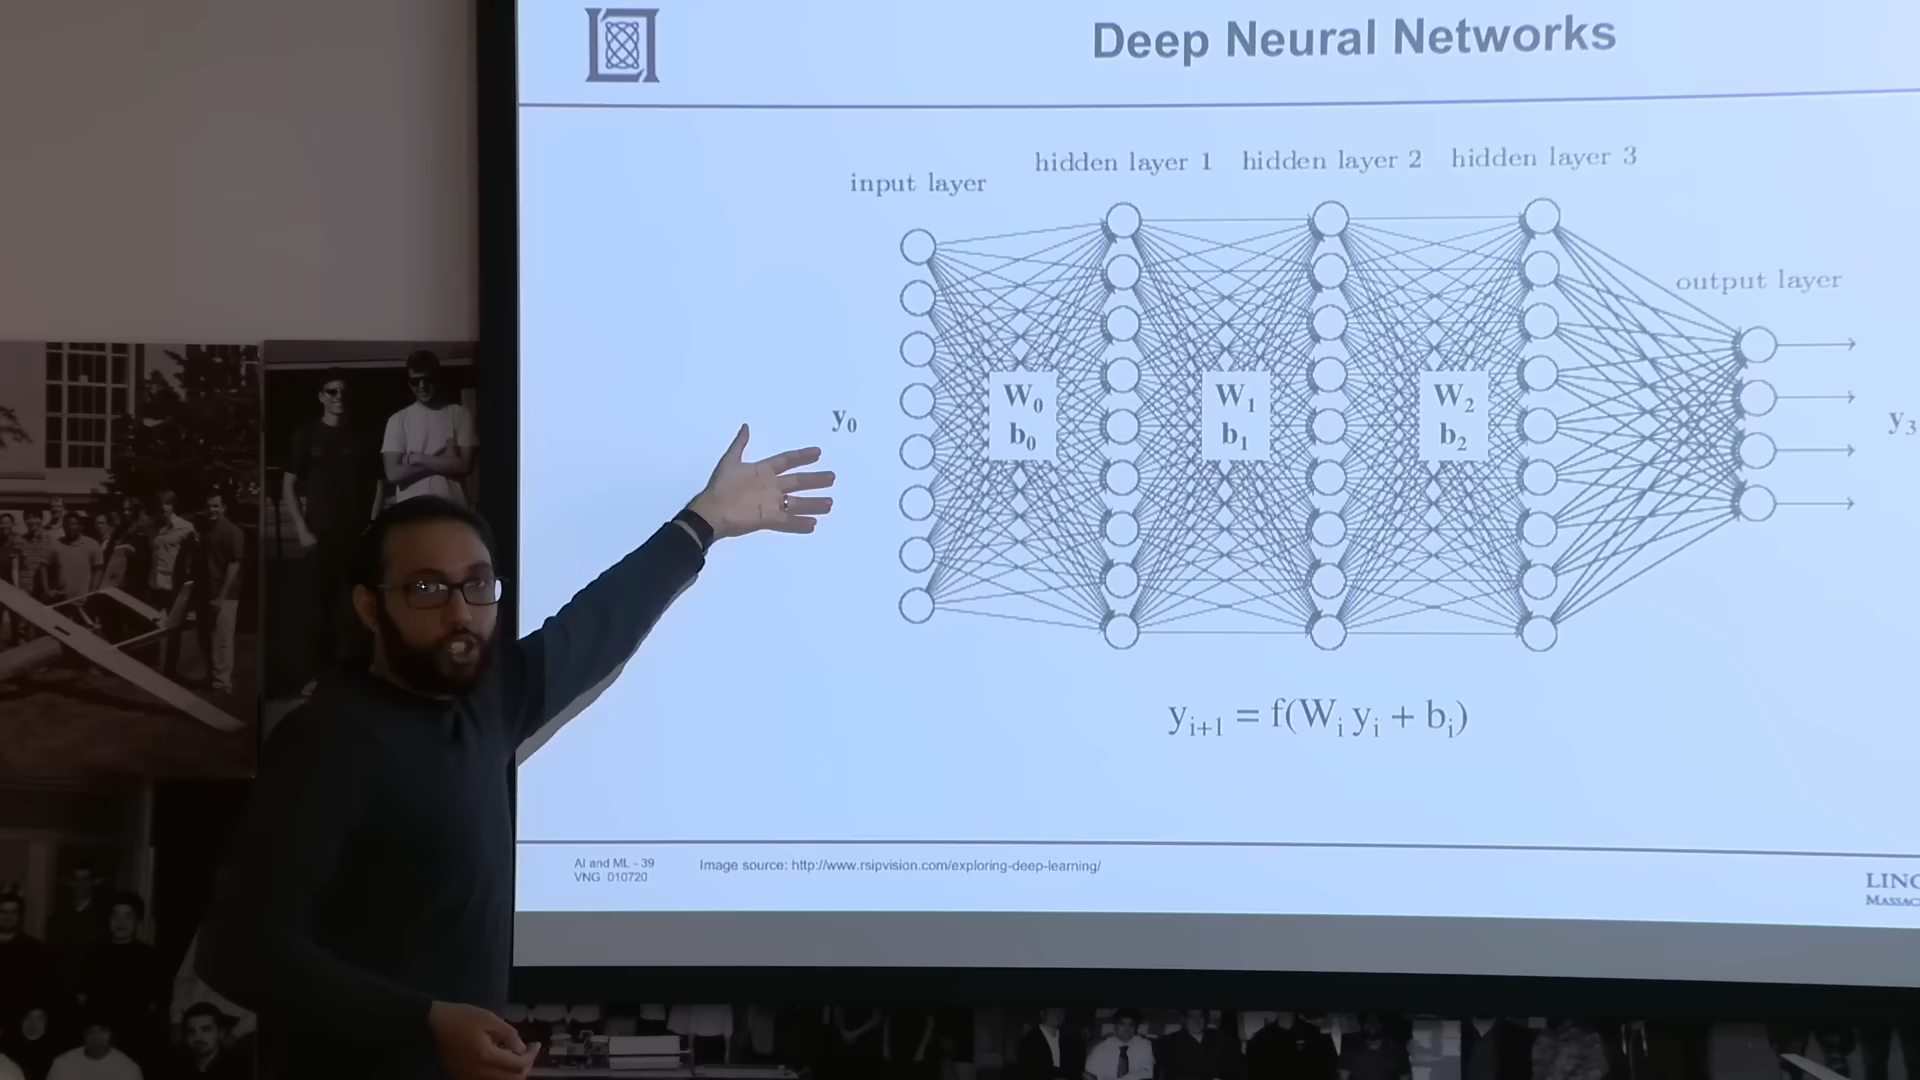 Deep Neural Networks
hidden layer 1 hidden layer 2 hidden layer 3
input layer
output layer
y₀
W₀
b₀
W₁
b₁
W₂
b₂
y₃
yᵢ₊₁ = f(Wᵢ yᵢ + bᵢ)
AI and ML - 39
VNG 010720
Image source: http://www.rsipvision.com/exploring-deep-learning/